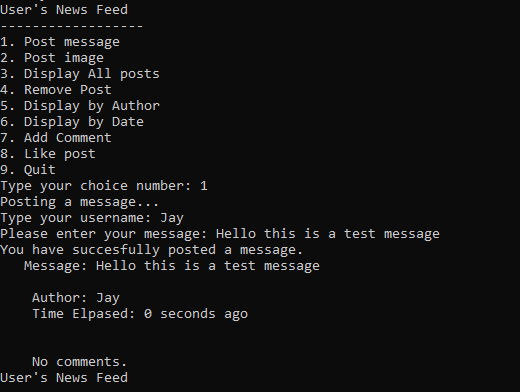 User's News Feed
------------------
1. Post message
2. Post image
3. Display All posts
4. Remove Post
5. Display by Author
6. Display by Date
7. Add Comment
8. Like post
9. Quit
Type your choice number: 1
Posting a message...
Type your username: Jay
Please enter your message: Hello this is a test message
You have succesfully posted a message.
Message: Hello this is a test message
Author: Jay
Time Elpased: 0 seconds ago
No comments.
User's News Feed